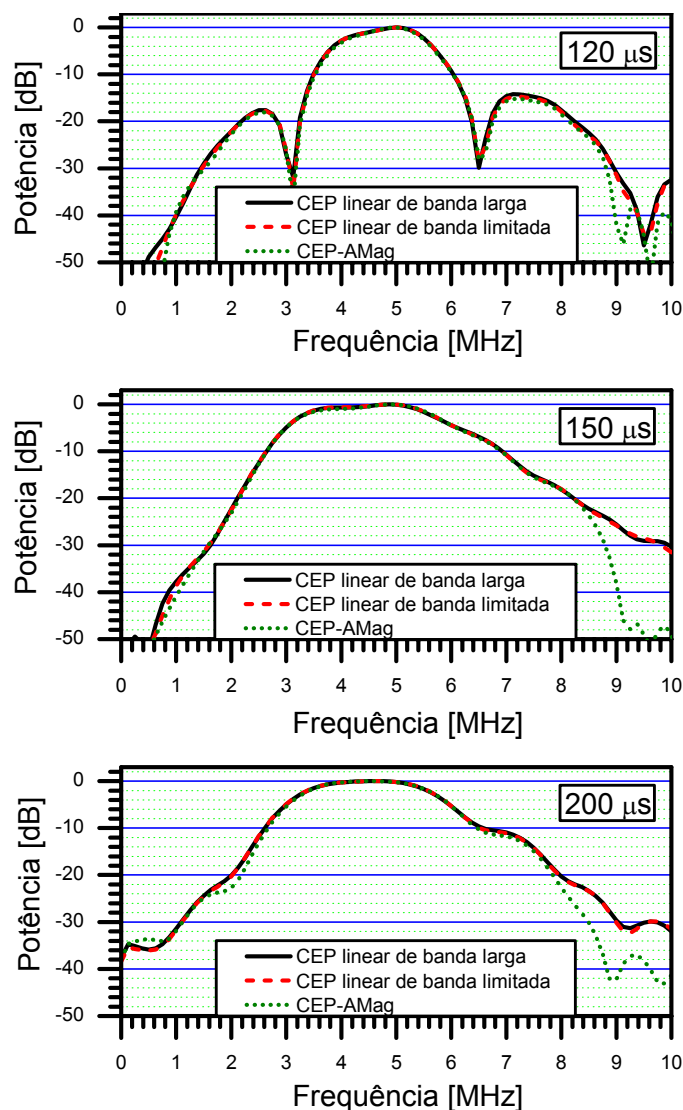 120 µs
Potência [dB]
0
-10
-20
-30
-40
-50
CEP linear de banda larga
CEP linear de banda limitada
CEP-AMag
0 1 2 3 4 5 6 7 8 9 10
Frequência [MHz]
150 µs
Potência [dB]
0
-10
-20
-30
-40
-50
CEP linear de banda larga
CEP linear de banda limitada
CEP-AMag
0 1 2 3 4 5 6 7 8 9 10
Frequência [MHz]
200 µs
Potência [dB]
0
-10
-20
-30
-40
-50
CEP linear de banda larga
CEP linear de banda limitada
CEP-AMag
0 1 2 3 4 5 6 7 8 9 10
Frequência [MHz]